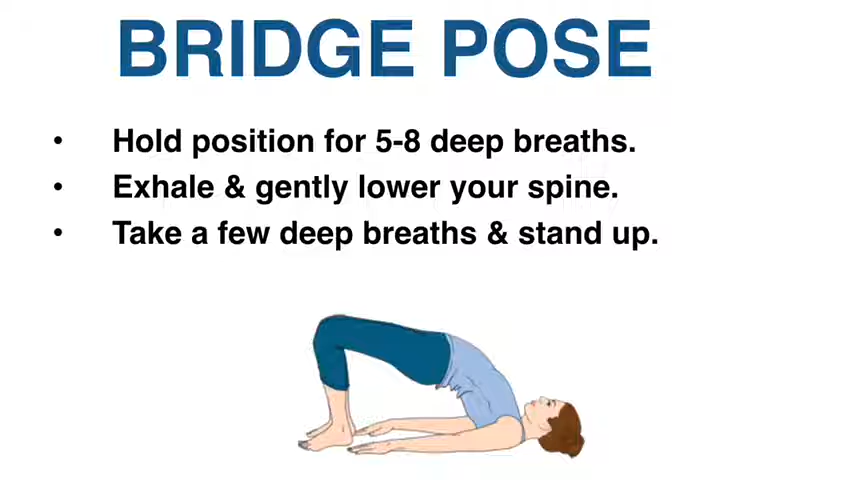 BRIDGE POSE
• Hold position for 5-8 deep breaths.
• Exhale & gently lower your spine.
• Take a few deep breaths & stand up.